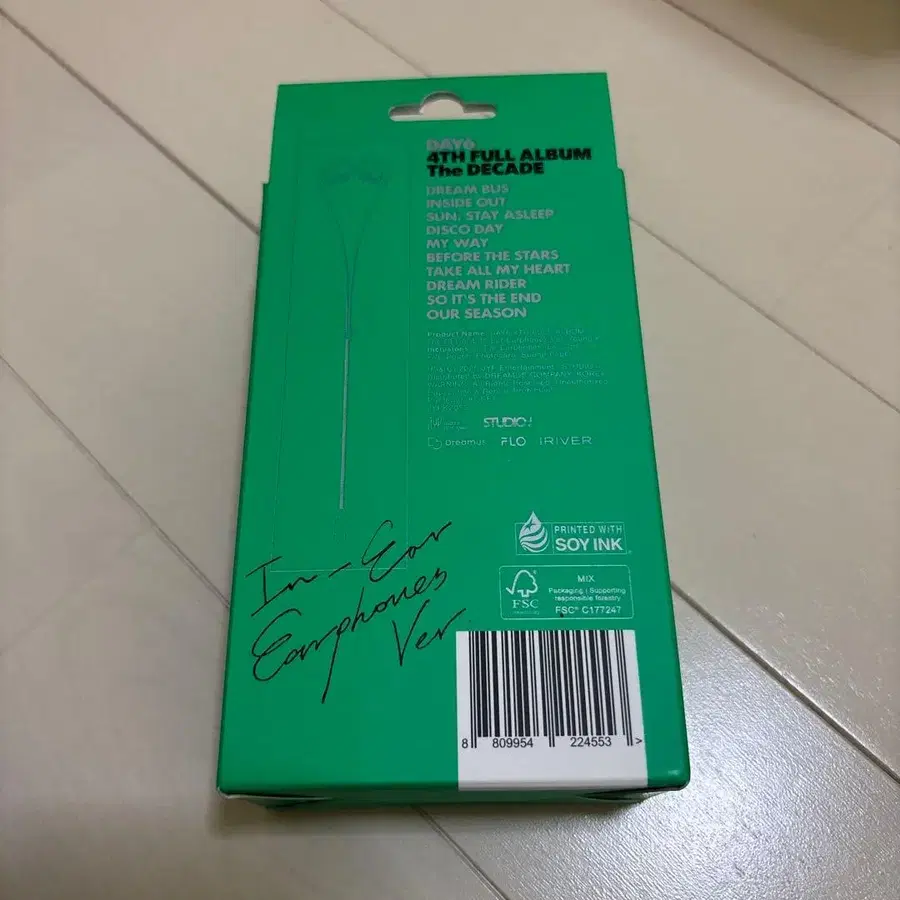 DAY6
4TH FULL ALBUM
The DECADE
DREAM BUS
INSIDE OUT
SUN, STAY ASLEEP
DISCO DAY
MY WAY
BEFORE THE STARS
TAKE ALL MY HEART
DREAM RIDER
SO IT'S THE END
OUR SEASON
Product Name
Inclusions
STUDIO J
Dreamus FLO IRIVER
PRINTED WITH
SOY INK
MIX
Packaging | Supporting
responsible forestry
FSC
FSC® C177247
In-Ear
Earphones
Ver.
8 809954 224553 >